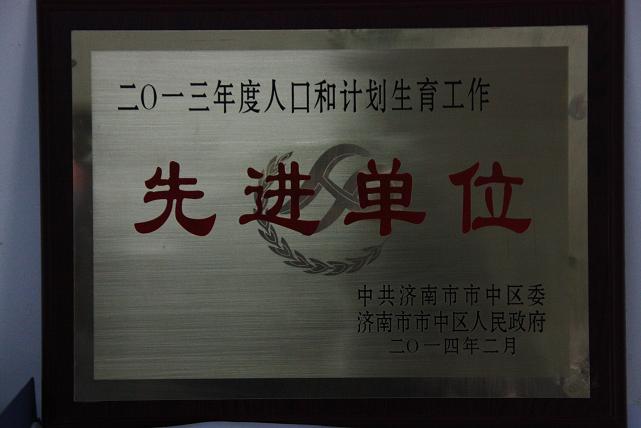 二〇一三年度人口和计划生育工作
先进单位
中共济南市市中区委
济南市市中区人民政府
二〇一四年二月